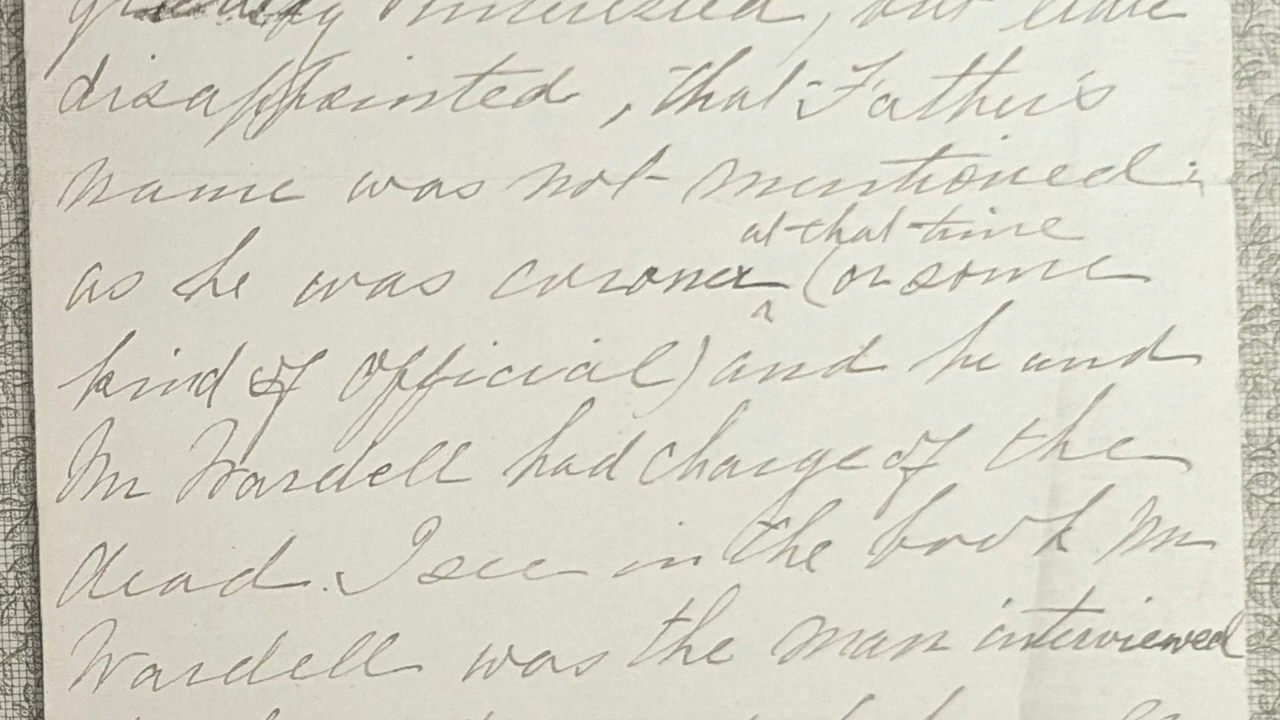 interested, but
disappointed, that Father's
name was not mentioned;
at that time
as he was coroner ^ (or some
kind of official) and he and
Mr Wardell had charge of the
dead. I see in the book Mr
Wardell was the man interviewed